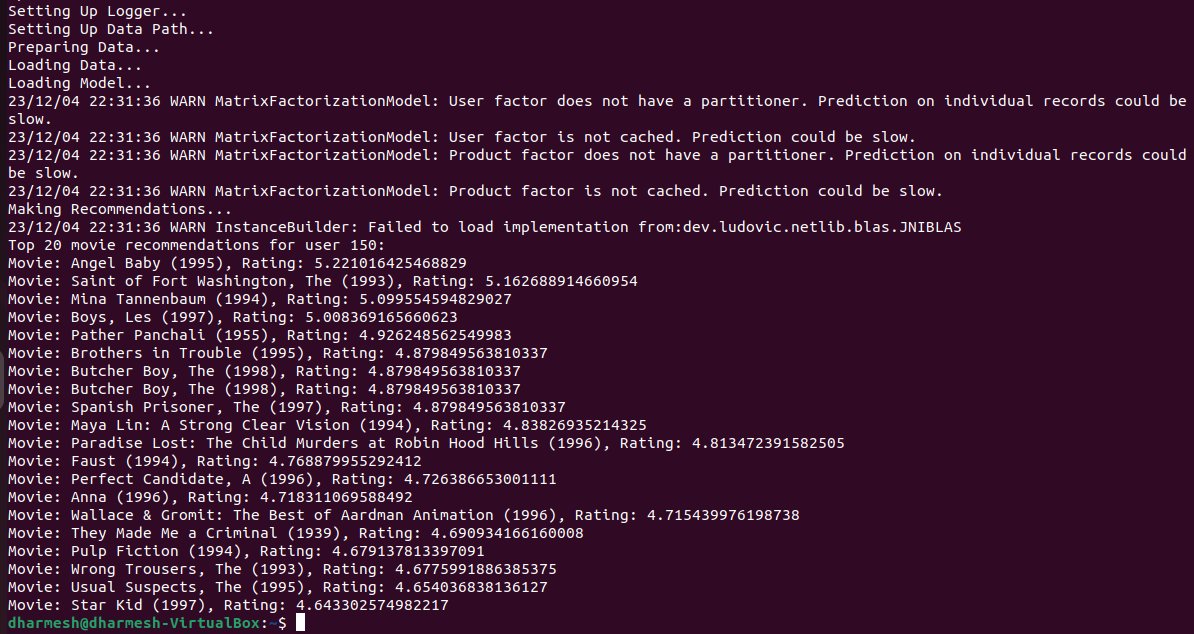 Setting Up Logger...
Setting Up Data Path...
Preparing Data...
Loading Data...
Loading Model...
23/12/04 22:31:36 WARN MatrixFactorizationModel: User factor does not have a partitioner. Prediction on individual records could be
slow.
23/12/04 22:31:36 WARN MatrixFactorizationModel: User factor is not cached. Prediction could be slow.
23/12/04 22:31:36 WARN MatrixFactorizationModel: Product factor does not have a partitioner. Prediction on individual records could
be slow.
23/12/04 22:31:36 WARN MatrixFactorizationModel: Product factor is not cached. Prediction could be slow.
Making Recommendations...
23/12/04 22:31:36 WARN InstanceBuilder: Failed to load implementation from:dev.ludovic.netlib.blas.JNIBLAS
Top 20 movie recommendations for user 150:
Movie: Angel Baby (1995), Rating: 5.221016425468829
Movie: Saint of Fort Washington, The (1993), Rating: 5.162688914660954
Movie: Mina Tannenbaum (1994), Rating: 5.099554594829027
Movie: Boys, Les (1997), Rating: 5.008369165660623
Movie: Pather Panchali (1955), Rating: 4.926248562549983
Movie: Brothers in Trouble (1995), Rating: 4.879849563810337
Movie: Butcher Boy, The (1998), Rating: 4.879849563810337
Movie: Butcher Boy, The (1998), Rating: 4.879849563810337
Movie: Spanish Prisoner, The (1997), Rating: 4.879849563810337
Movie: Maya Lin: A Strong Clear Vision (1994), Rating: 4.83826935214325
Movie: Paradise Lost: The Child Murders at Robin Hood Hills (1996), Rating: 4.813472391582505
Movie: Faust (1994), Rating: 4.768879955292412
Movie: Perfect Candidate, A (1996), Rating: 4.726386653001111
Movie: Anna (1996), Rating: 4.718311069588492
Movie: Wallace & Gromit: The Best of Aardman Animation (1996), Rating: 4.715439976198738
Movie: They Made Me a Criminal (1939), Rating: 4.690934166160008
Movie: Pulp Fiction (1994), Rating: 4.679137813397091
Movie: Wrong Trousers, The (1993), Rating: 4.6775991886385375
Movie: Usual Suspects, The (1995), Rating: 4.654036838136127
Movie: Star Kid (1997), Rating: 4.643302574982217
dharmesh@dharmesh-VirtualBox:~$